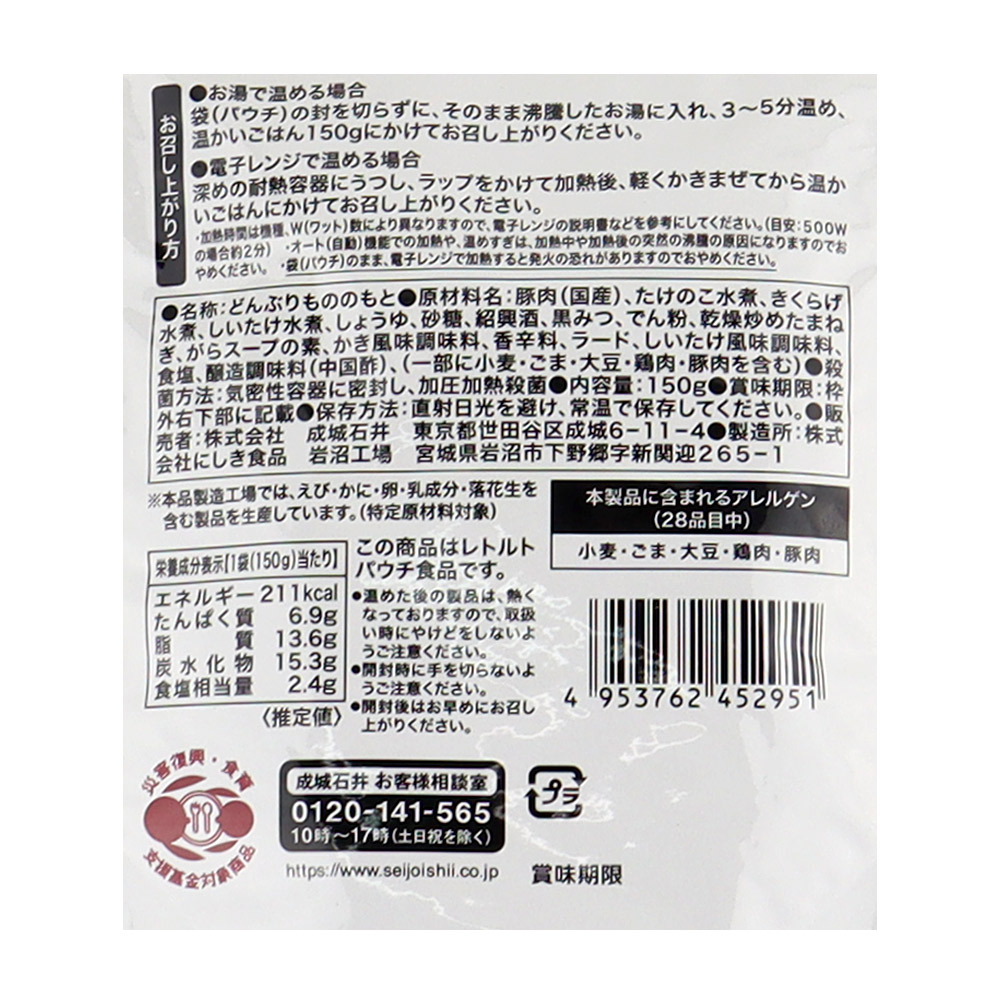 お召し上がり方
●お湯で温める場合
袋(パウチ)の封を切らずに、そのまま沸騰したお湯に入れ、3〜5分温め、
温かいごはん150gにかけてお召し上がりください。
●電子レンジで温める場合
深めの耐熱容器にうつし、ラップをかけて加熱後、軽くかきまぜてから温か
いごはんにかけてお召し上がりください。
・加熱時間は機種、W(ワット)数により異なりますので、電子レンジの説明書などを参考にしてください。(目安:500W
の場合約2分) ・オート(自動)機能での加熱や、温めすぎは、加熱中や加熱後の突然の沸騰の原因になりますのでお
やめください。 ・袋(パウチ)のまま、電子レンジで加熱すると発火の恐れがありますのでおやめください。
●名称:どんぶりもののもと●原材料名:豚肉(国産)、たけのこ水煮、きくらげ
水煮、しいたけ水煮、しょうゆ、砂糖、紹興酒、黒みつ、でん粉、乾燥炒めたまね
ぎ、がらスープの素、かき風味調味料、香辛料、ラード、しいたけ風味調味料、
食塩、醸造調味料(中国酢)、(一部に小麦・ごま・大豆・鶏肉・豚肉を含む)●殺
菌方法:気密性容器に密封し、加圧加熱殺菌●内容量:150g●賞味期限:枠
外右下部に記載●保存方法:直射日光を避け、常温で保存してください。●販
売者:株式会社 成城石井 東京都世田谷区成城6-11-4●製造所:株式
会社にしき食品 岩沼工場 宮城県岩沼市下野郷字新関迎265-1
※本品製造工場では、えび・かに・卵・乳成分・落花生を
含む製品を生産しています。(特定原材料対象)
本製品に含まれるアレルゲン
(28品目中)
小麦・ごま・大豆・鶏肉・豚肉
栄養成分表示【1袋(150g)当たり】
エネルギー 211kcal
たんぱく質 6.9g
脂質 13.6g
炭水化物 15.3g
食塩相当量 2.4g
〈推定値〉
この商品はレトルト
パウチ食品です。
●温めた後の製品は、熱く
なっておりますので、取扱
い時にやけどをしないよ
うご注意ください。
●開封時に手を切らないよ
うご注意ください。
●開封後はお早めにお召し
上がりください。
4 953762 452951
災害復興・食育
支援基金対象商品
成城石井 お客様相談室
0120-141-565
10時〜17時(土日祝を除く)
https://www.seijoishii.co.jp
プラ
賞味期限